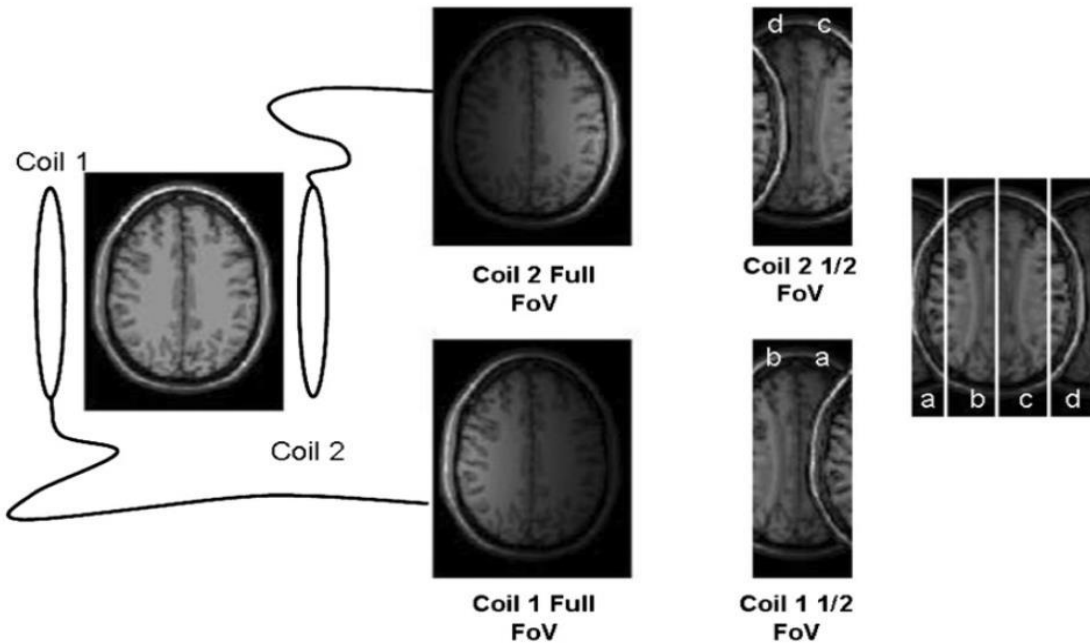 d c
Coil 1
Coil 2 Full
FoV
Coil 2 1/2
FoV
b a
a b c d
Coil 2
Coil 1 Full
FoV
Coil 1 1/2
FoV